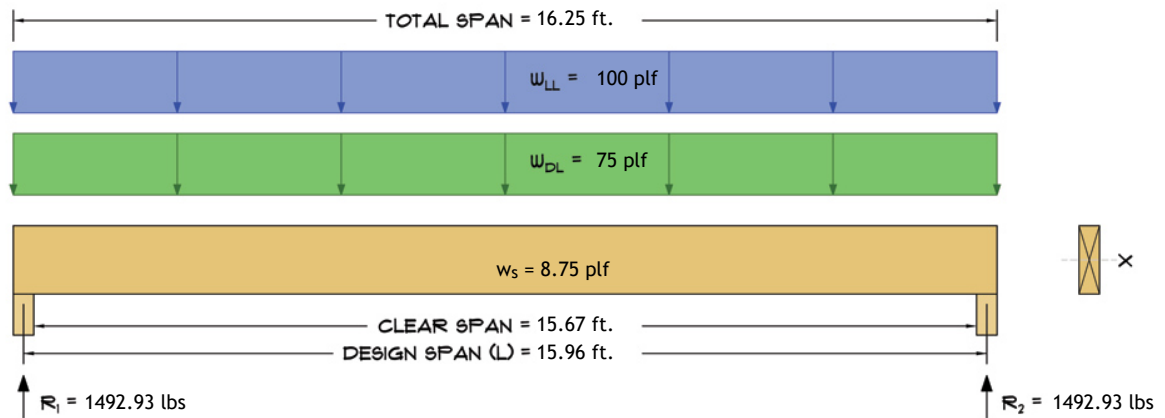 TOTAL SPAN = 16.25 ft.
WLL = 100 plf
WDL = 75 plf
ws = 8.75 plf
X
CLEAR SPAN = 15.67 ft.
DESIGN SPAN (L) = 15.96 ft.
R1 = 1492.93 lbs
R2 = 1492.93 lbs